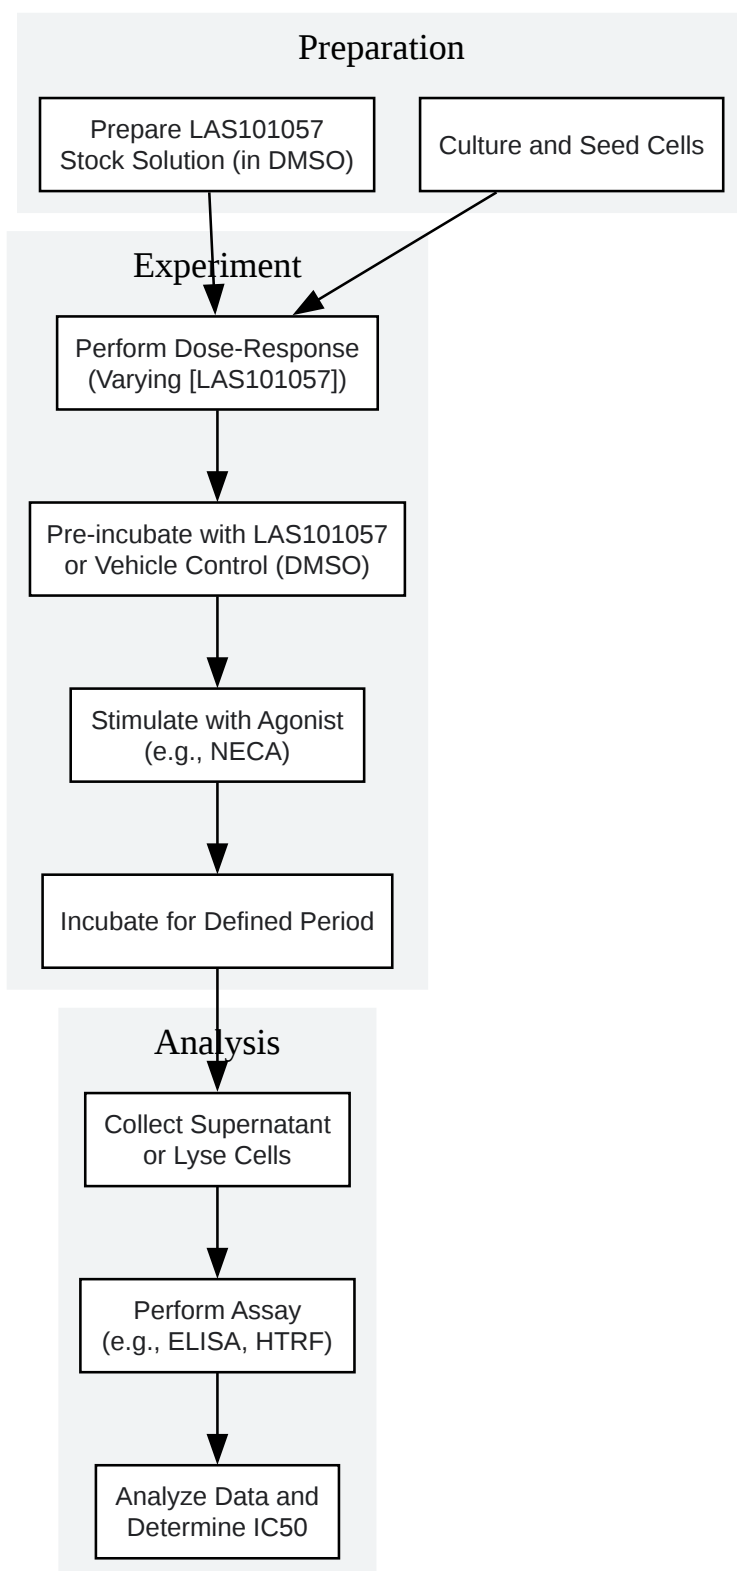 Preparation
Prepare LAS101057
Stock Solution (in DMSO)
Culture and Seed Cells
Experiment
Perform Dose-Response
(Varying [LAS101057])
Pre-incubate with LAS101057
or Vehicle Control (DMSO)
Stimulate with Agonist
(e.g., NECA)
Incubate for Defined Period
Analysis
Collect Supernatant
or Lyse Cells
Perform Assay
(e.g., ELISA, HTRF)
Analyze Data and
Determine IC50